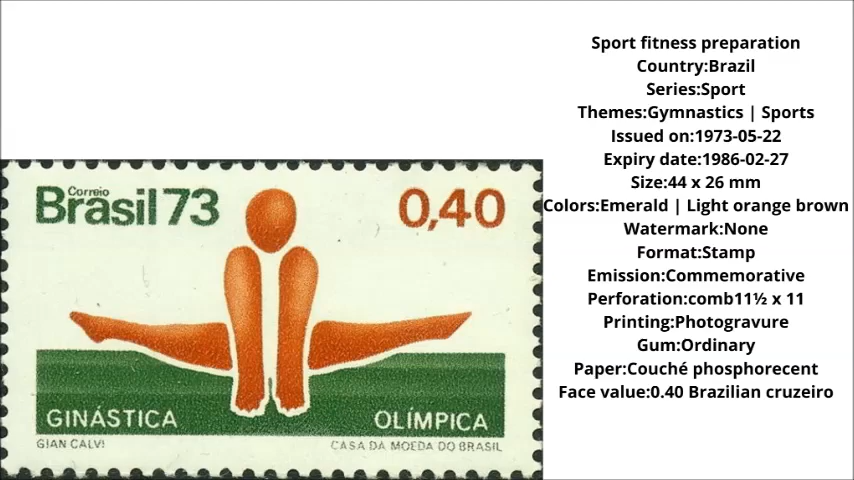 Correio
Brasil 73
0,40
GINÁSTICA
OLÍMPICA
GIAN CALVI
CASA DA MOEDA DO BRASIL
Sport fitness preparation
Country:Brazil
Series:Sport
Themes:Gymnastics | Sports
Issued on:1973-05-22
Expiry date:1986-02-27
Size:44 x 26 mm
Colors:Emerald | Light orange brown
Watermark:None
Format:Stamp
Emission:Commemorative
Perforation:comb11½ x 11
Printing:Photogravure
Gum:Ordinary
Paper:Couché phosphorecent
Face value:0.40 Brazilian cruzeiro